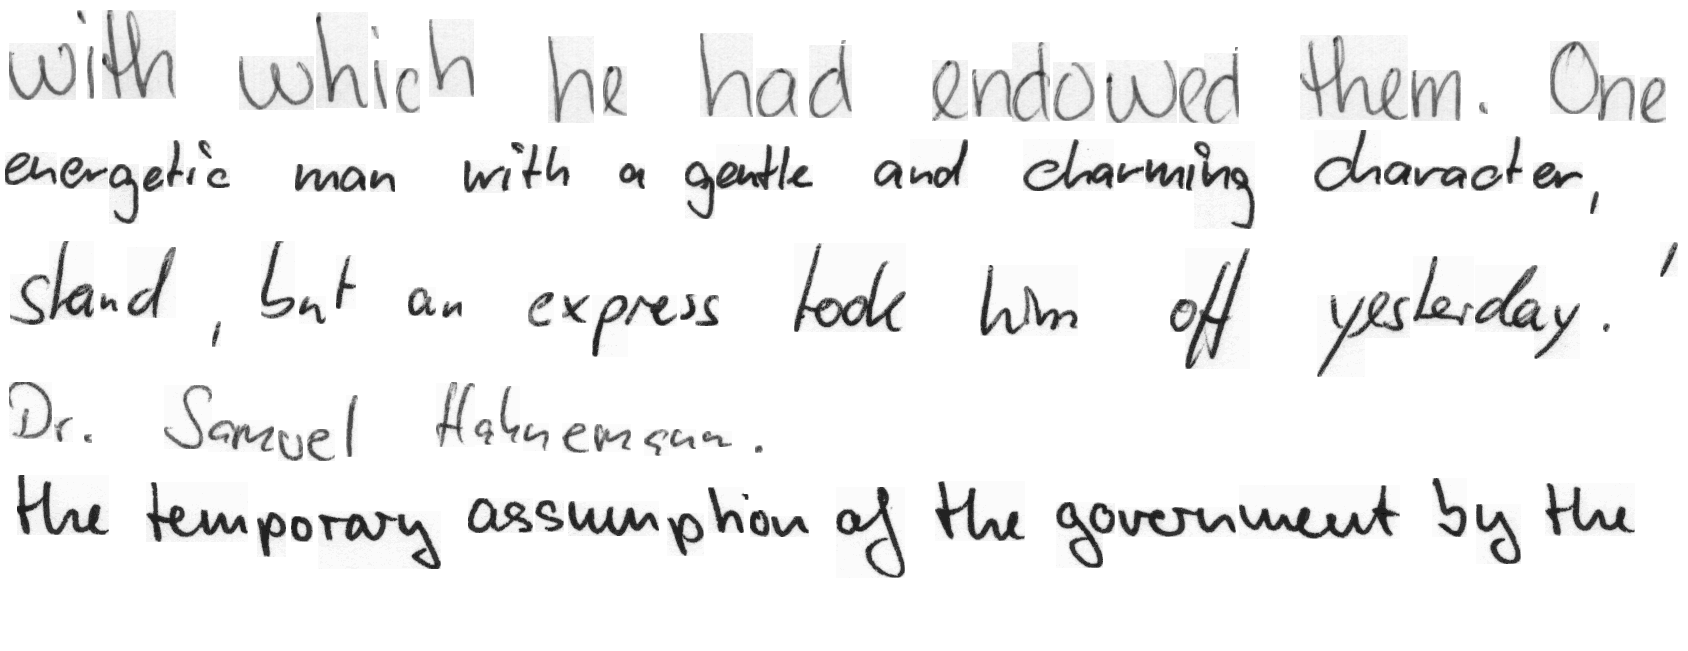 with which he had endowed them. One
energetic man with a gentle and charming character,
stand, but an express took him off yesterday. '
Dr. Samuel Hahnemann.
the temporary assumption of the government by the